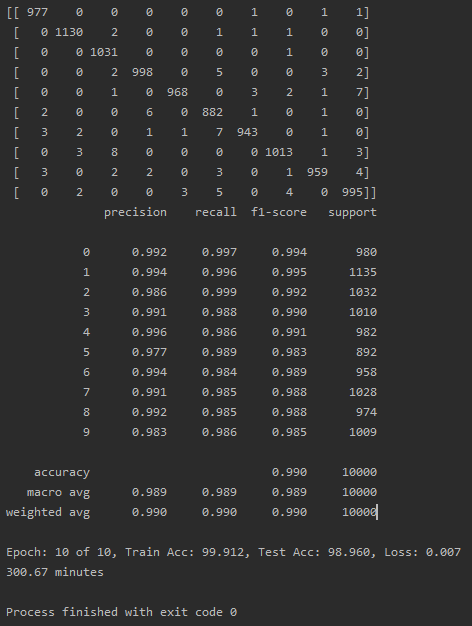 [[ 977 0 0 0 0 0 1 0 1 1]
[ 0 1130 2 0 0 1 1 1 0 0]
[ 0 0 1031 0 0 0 0 1 0 0]
[ 0 0 2 998 0 5 0 0 3 2]
[ 0 0 1 0 968 0 3 2 1 7]
[ 2 0 0 6 0 882 1 0 1 0]
[ 3 2 0 1 1 7 943 0 1 0]
[ 0 3 8 0 0 0 0 1013 1 3]
[ 3 0 2 2 0 3 0 1 959 4]
[ 0 2 0 0 3 5 0 4 0 995]]
precision recall f1-score support
0 0.992 0.997 0.994 980
1 0.994 0.996 0.995 1135
2 0.986 0.999 0.992 1032
3 0.991 0.988 0.990 1010
4 0.996 0.986 0.991 982
5 0.977 0.989 0.983 892
6 0.994 0.984 0.989 958
7 0.991 0.985 0.988 1028
8 0.992 0.985 0.988 974
9 0.983 0.986 0.985 1009
accuracy 0.990 10000
macro avg 0.989 0.989 0.989 10000
weighted avg 0.990 0.990 0.990 10000
Epoch: 10 of 10, Train Acc: 99.912, Test Acc: 98.960, Loss: 0.007
300.67 minutes
Process finished with exit code 0